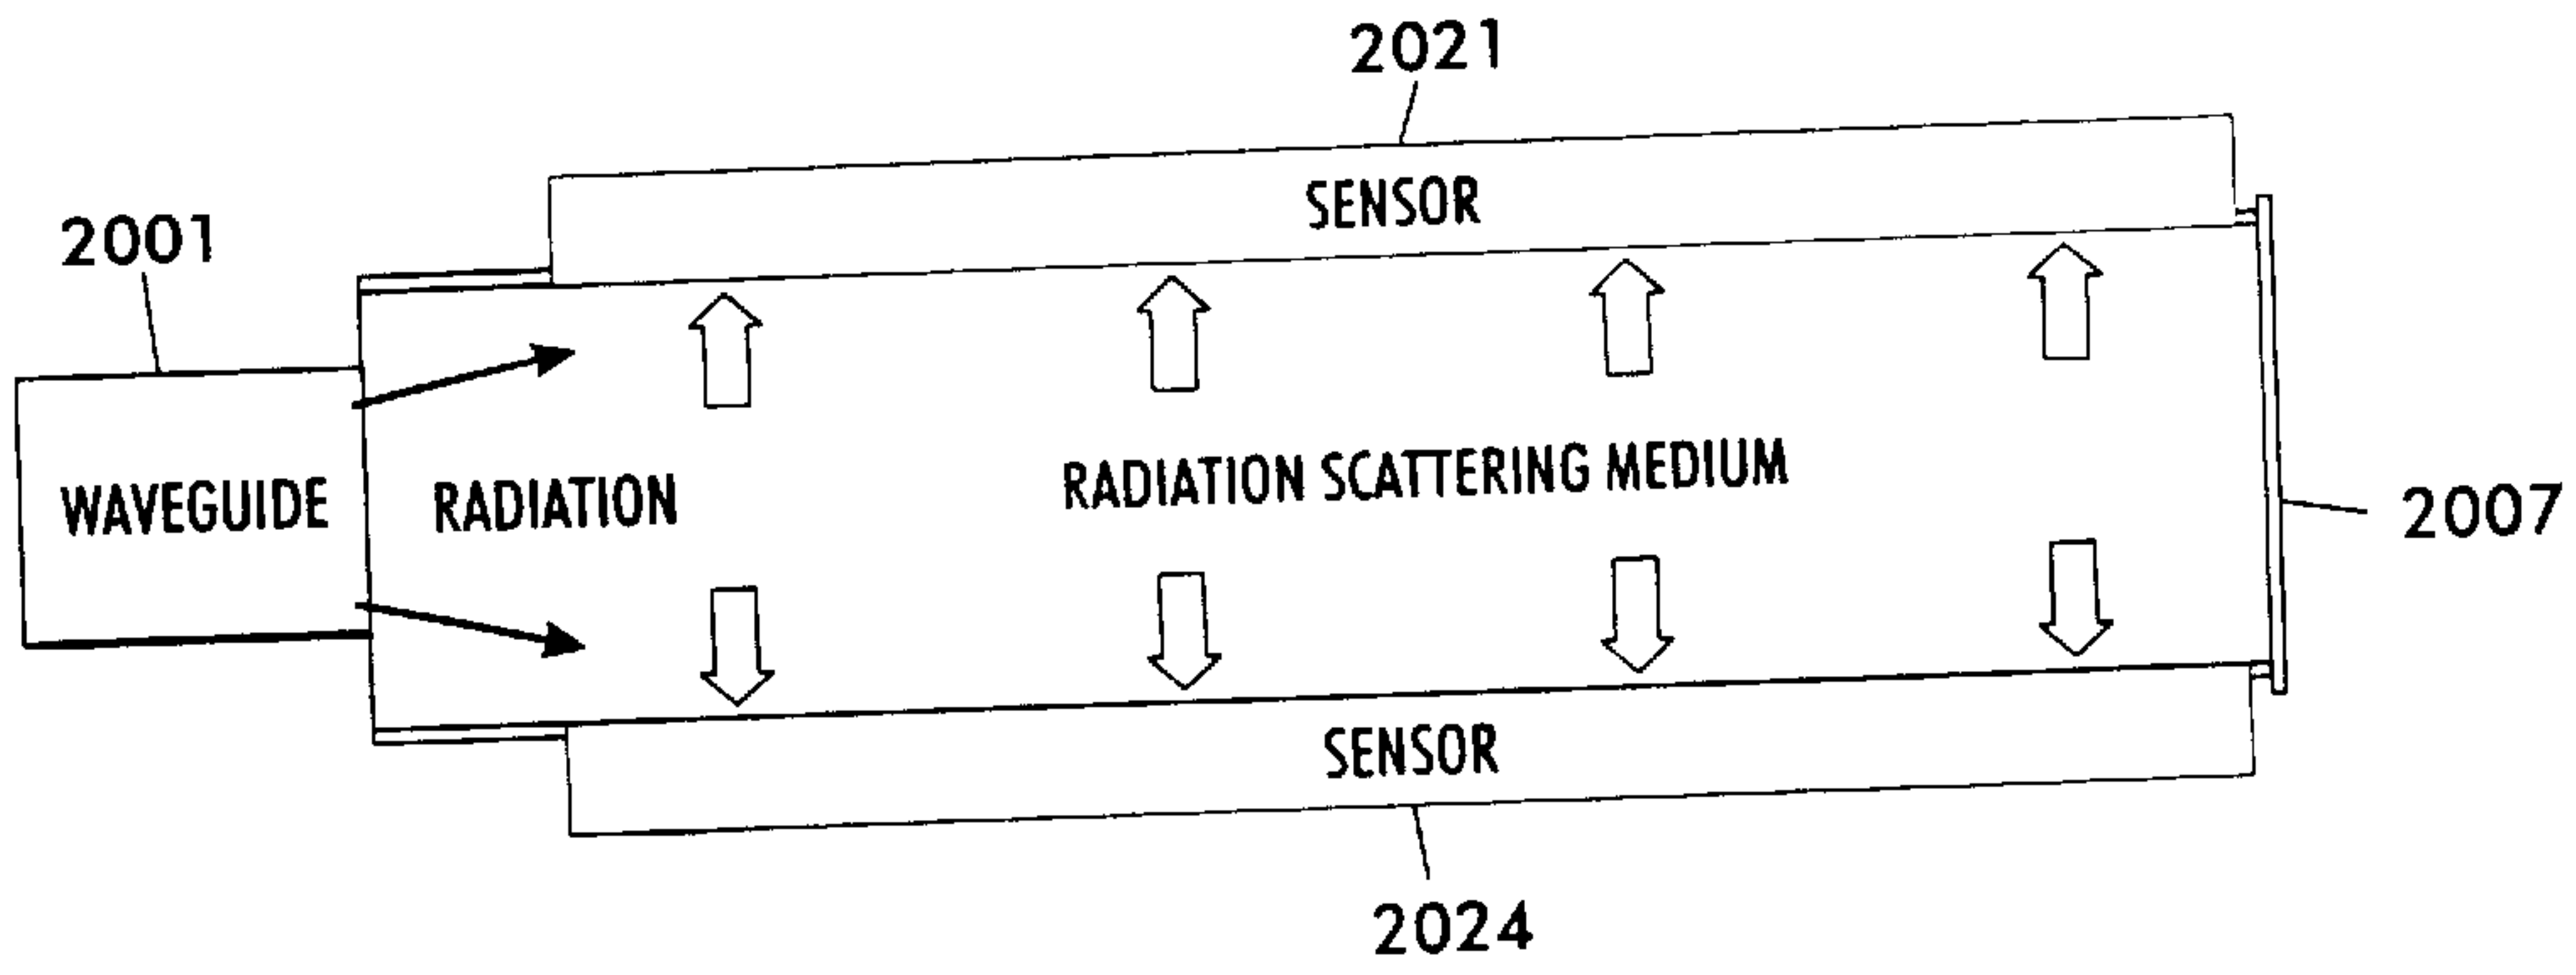 2021
SENSOR
2001
WAVEGUIDE
RADIATION
RADIATION SCATTERING MEDIUM
2007
SENSOR
2024